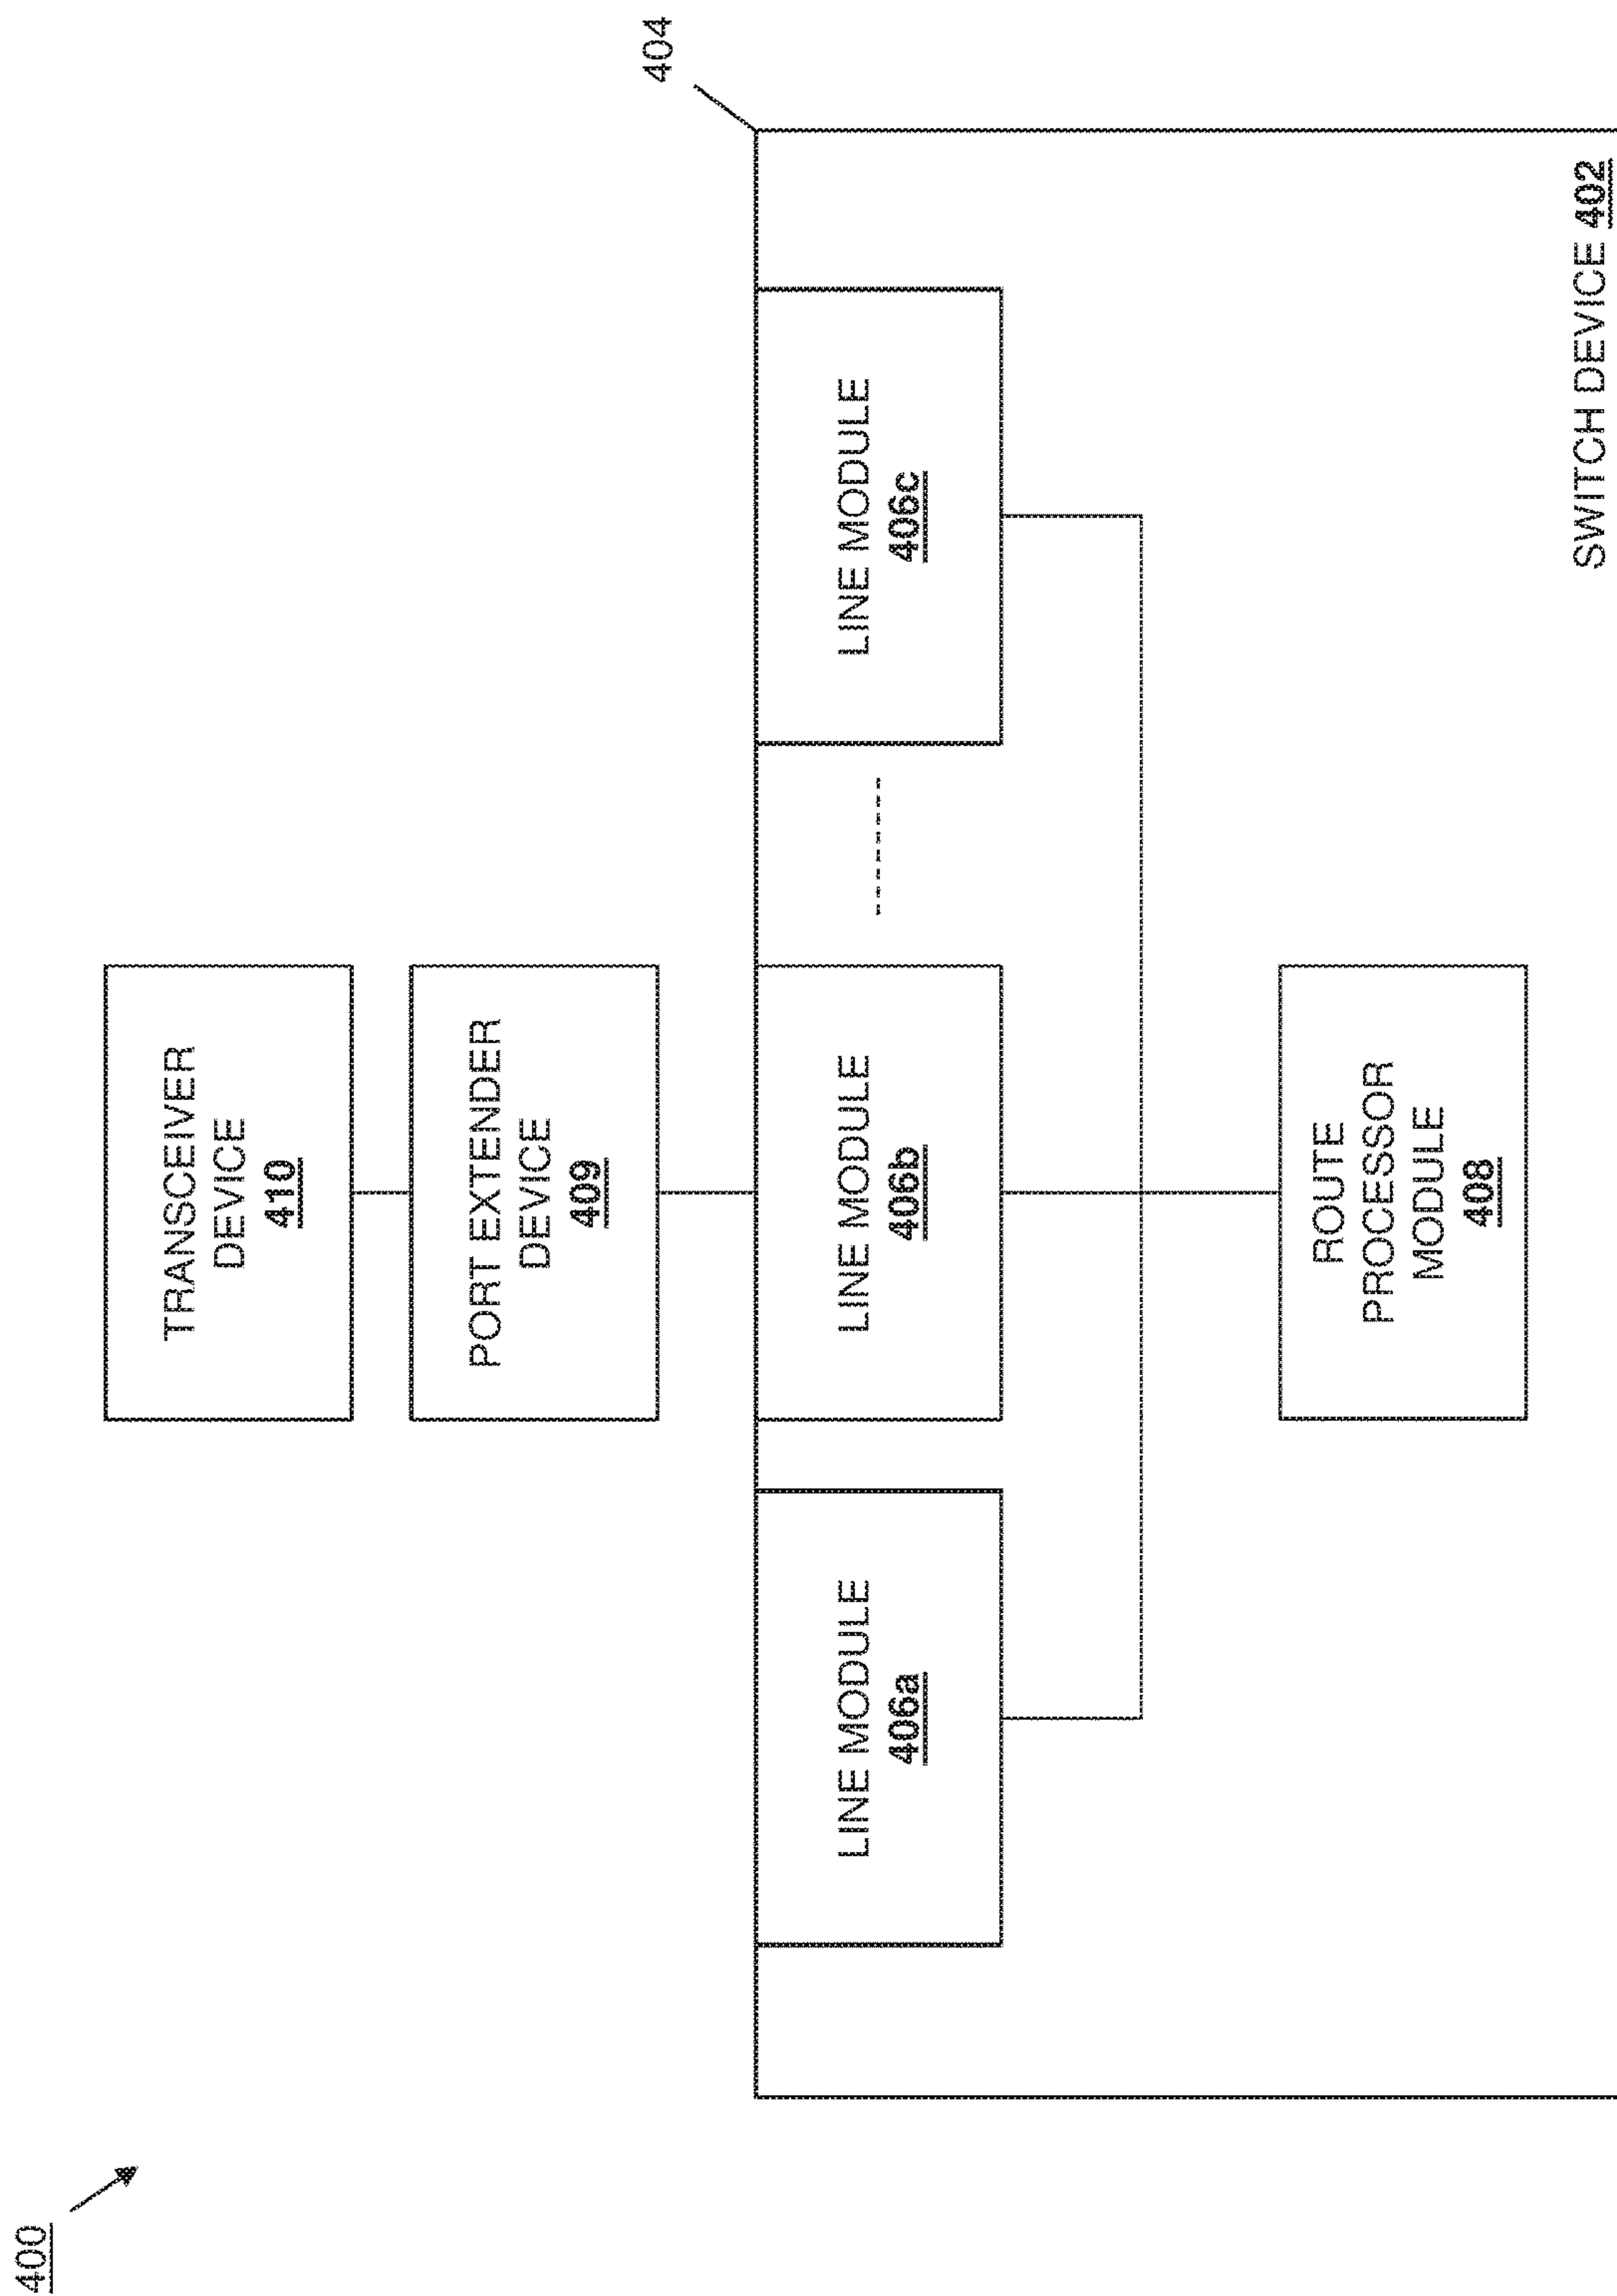 400
TRANSCEIVER
DEVICE
410
PORT EXTENDER
DEVICE
409
404
LINE MODULE
406a
LINE MODULE
406b
LINE MODULE
406c
ROUTE
PROCESSOR
MODULE
408
SWITCH DEVICE 402